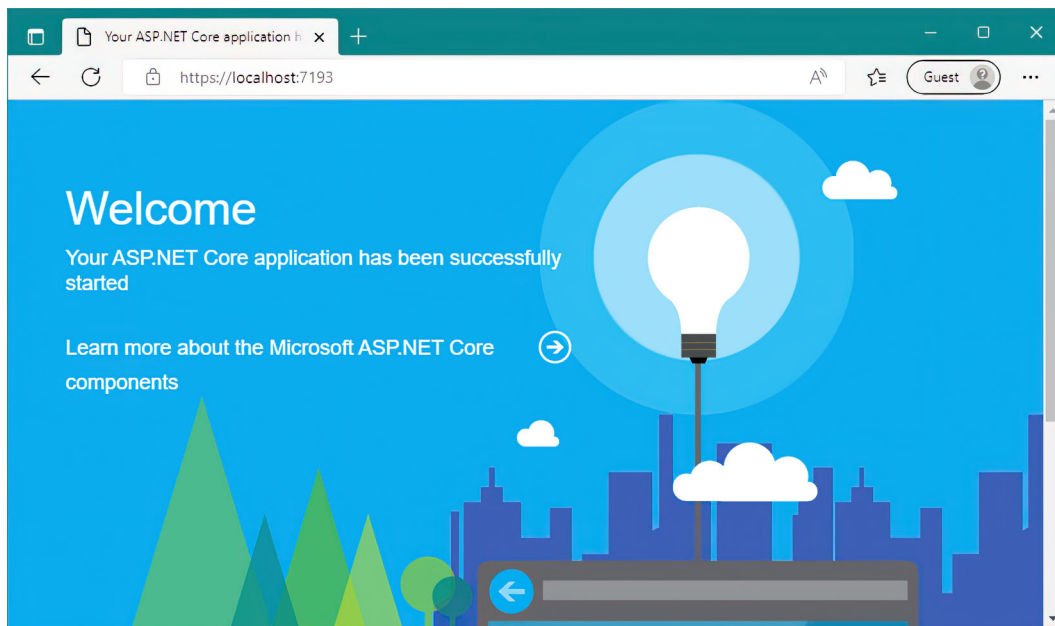 Your ASP.NET Core application h
https://localhost:7193
Guest
Welcome
Your ASP.NET Core application has been successfully
started
Learn more about the Microsoft ASP.NET Core
components